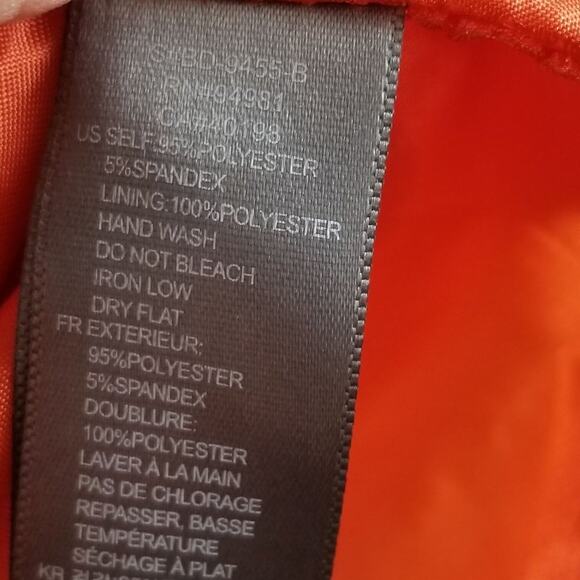 S#BD-9455-B
RN#94981
CA#40198
US SELF:95%POLYESTER
5%SPANDEX
LINING:100%POLYESTER
HAND WASH
DO NOT BLEACH
IRON LOW
DRY FLAT
FR EXTERIEUR:
95%POLYESTER
5%SPANDEX
DOUBLURE:
100%POLYESTER
LAVER À LA MAIN
PAS DE CHLORAGE
REPASSER, BASSE
TEMPÉRATURE
SÉCHAGE À PLAT
KR